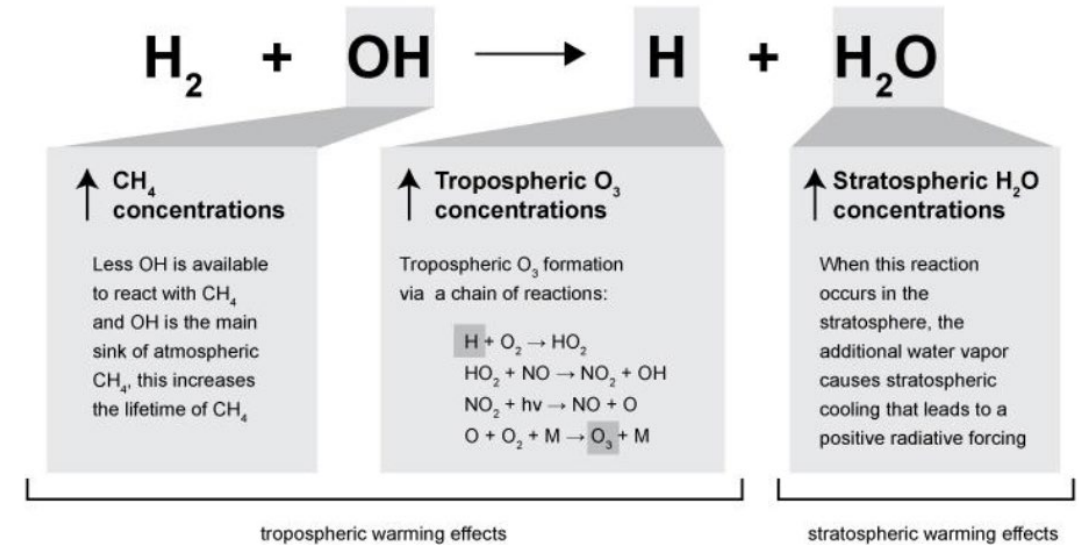 H₂ + OH → H + H₂O
↑ CH₄
concentrations
Less OH is available
to react with CH₄
and OH is the main
sink of atmospheric
CH₄, this increases
the lifetime of CH₄
↑ Tropospheric O₃
concentrations
Tropospheric O₃ formation
via a chain of reactions:
H + O₂ → HO₂
HO₂ + NO → NO₂ + OH
NO₂ + hv → NO + O
O + O₂ + M → O₃ + M
↑ Stratospheric H₂O
concentrations
When this reaction
occurs in the
stratosphere, the
additional water vapor
causes stratospheric
cooling that leads to a
positive radiative forcing
tropospheric warming effects
stratospheric warming effects